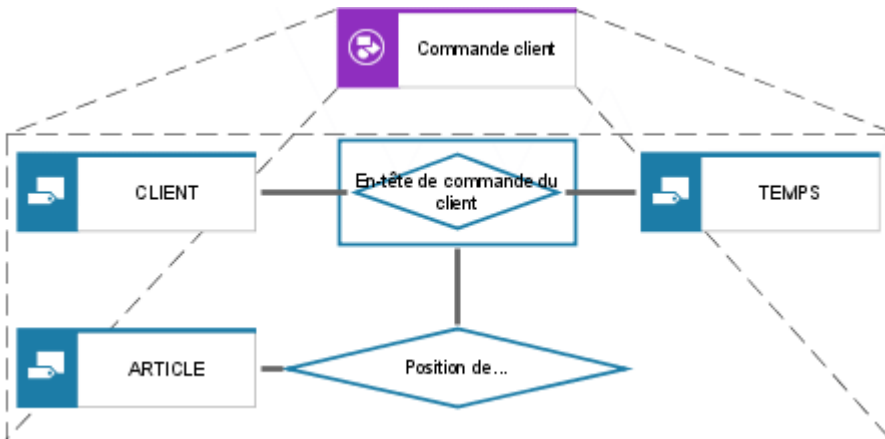 Commande client
CLIENT
En-tête de commande du
client
TEMPS
ARTICLE
Position de...